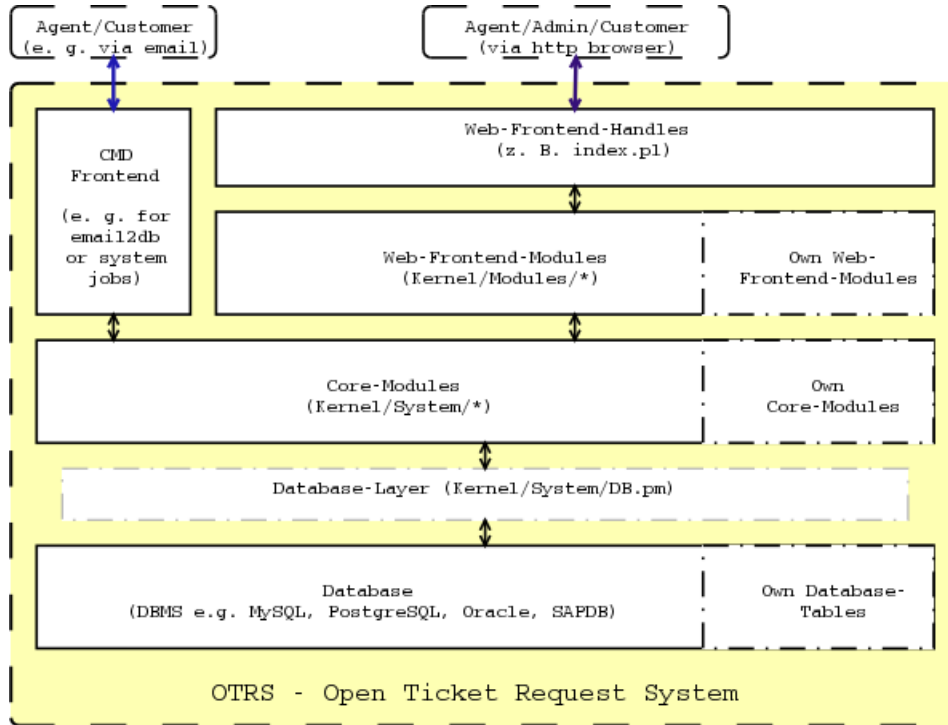 Agent/Customer
(e. g. via email)
Agent/Admin/Customer
(via http browser)
CMD
Frontend
(e. g. for
email2db
or system
jobs)
Web-Frontend-Handles
(z. B. index.pl)
Web-Frontend-Modules
(Kernel/Modules/*)
Own Web-
Frontend-Modules
Core-Modules
(Kernel/System/*)
Own
Core-Modules
Database-Layer (Kernel/System/DB.pm)
Database
(DBMS e.g. MySQL, PostgreSQL, Oracle, SAPDB)
Own Database-
Tables
OTRS - Open Ticket Request System